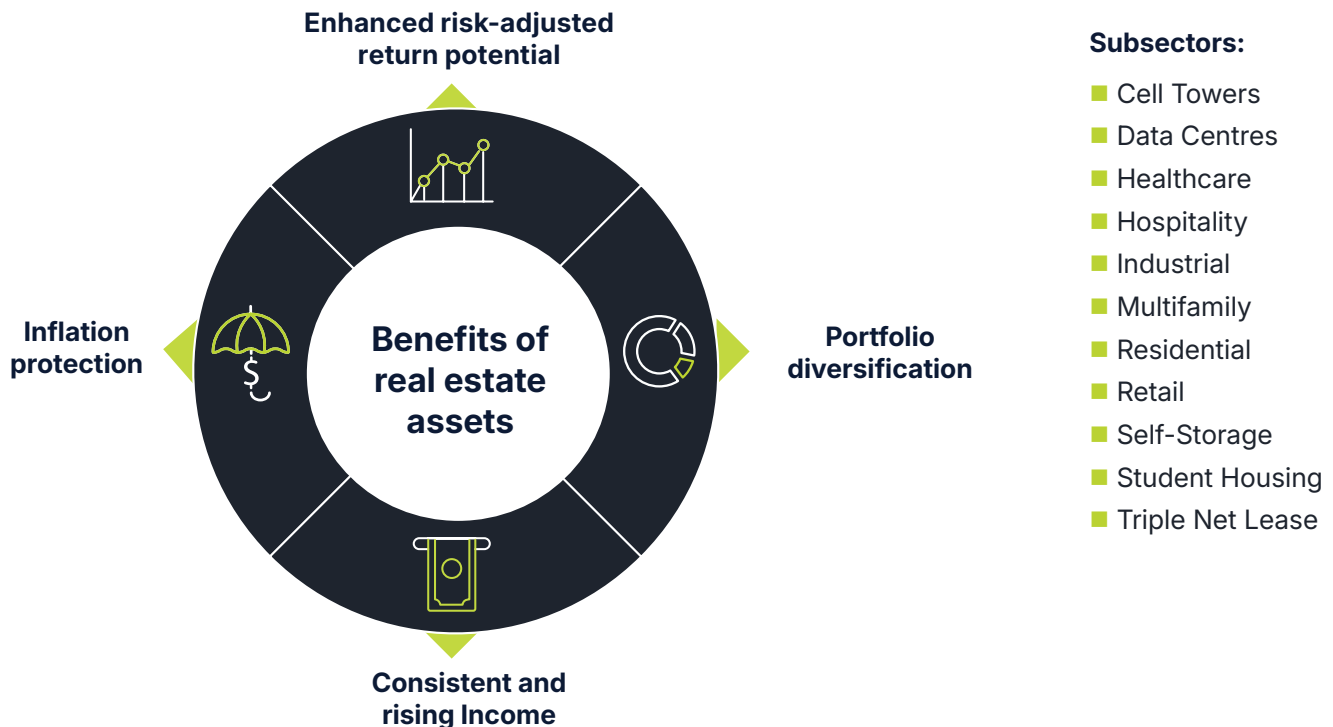 Enhanced risk-adjusted
return potential
Inflation
protection
$
Benefits of
real estate
assets
Portfolio
diversification
Consistent and
rising Income
Subsectors:
Cell Towers
Data Centres
Healthcare
Hospitality
Industrial
Multifamily
Residential
Retail
Self-Storage
Student Housing
Triple Net Lease